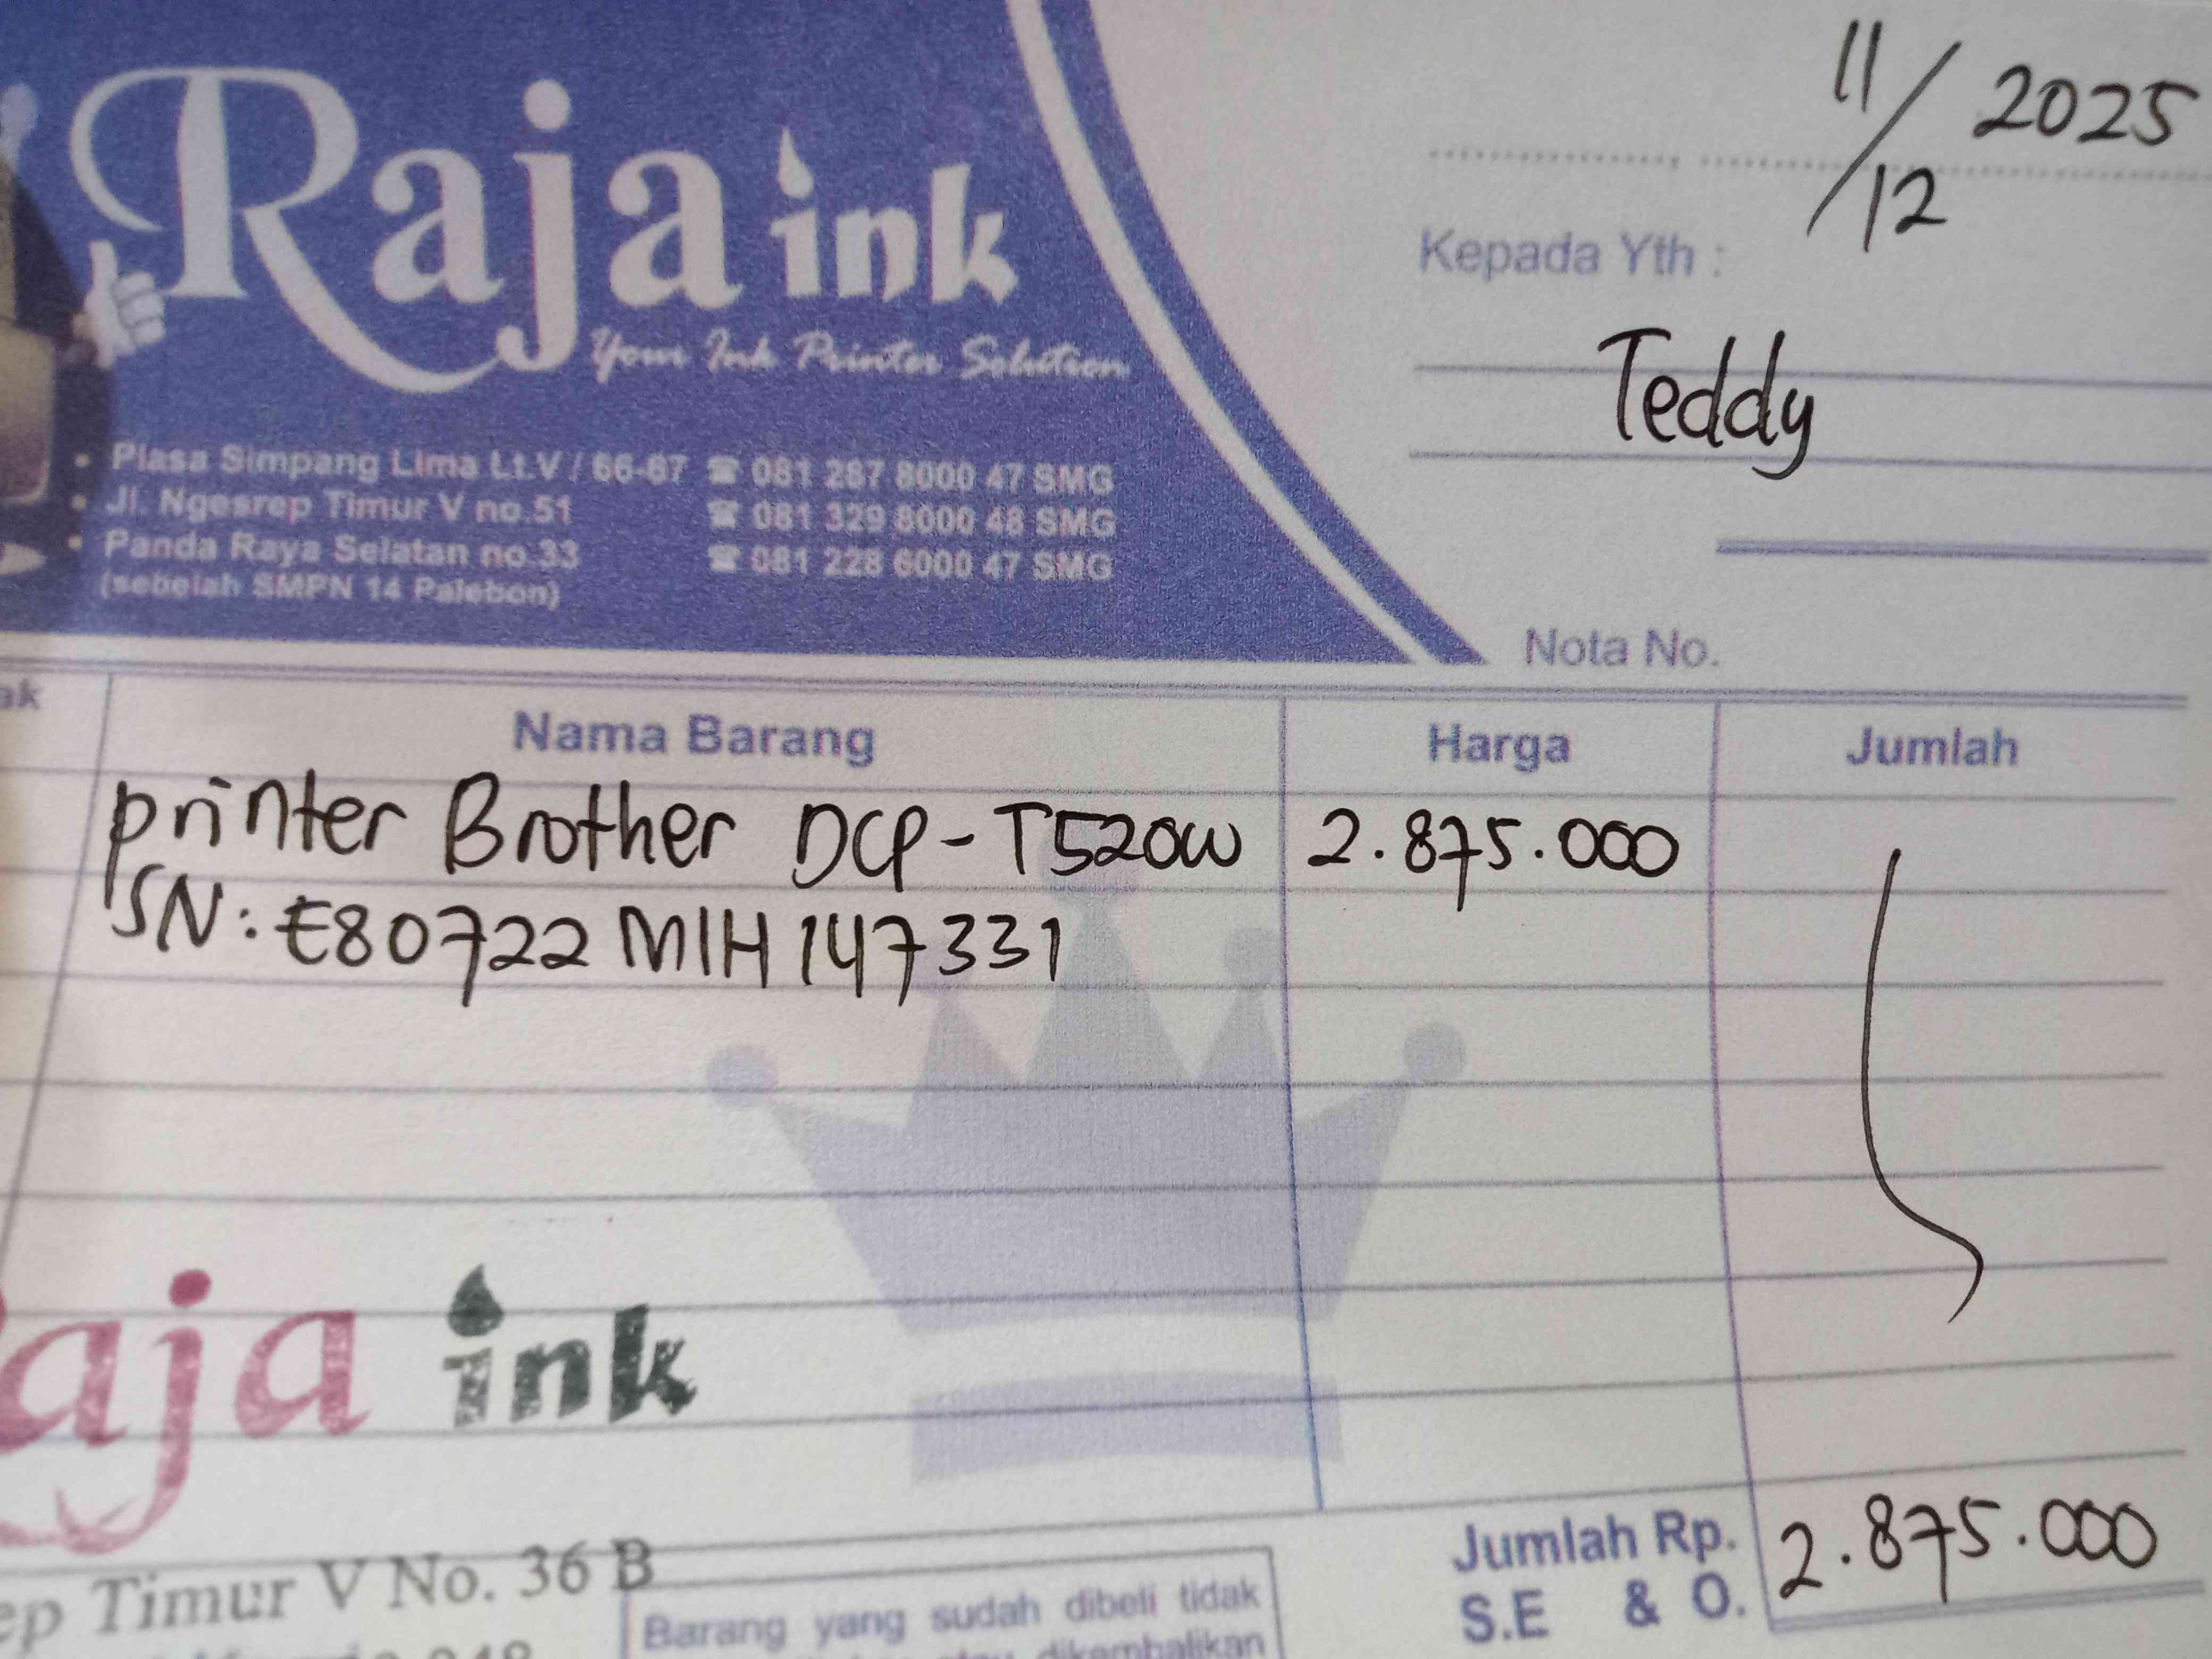 Raja ink
Your Ink Printer Solution
• Plasa Simpang Lima Lt.V / 66-67 ☎ 081 287 8000 47 SMG
• Jl. Ngesrep Timur V no.51 ☎ 081 329 8000 48 SMG
• Panda Raya Selatan no.33 ☎ 081 228 6000 47 SMG
(sebelah SMPN 14 Palebon)
11/12 2025
Kepada Yth :
Teddy
Nota No.
ak Nama Barang Harga Jumlah
printer Brother DCP-T520W 2.875.000
SN: E80722M1H147331
aja ink
ep Timur V No. 36 B
Barang yang sudah dibeli tidak
dikembalikan
Jumlah Rp. 2.875.000
S.E & O.